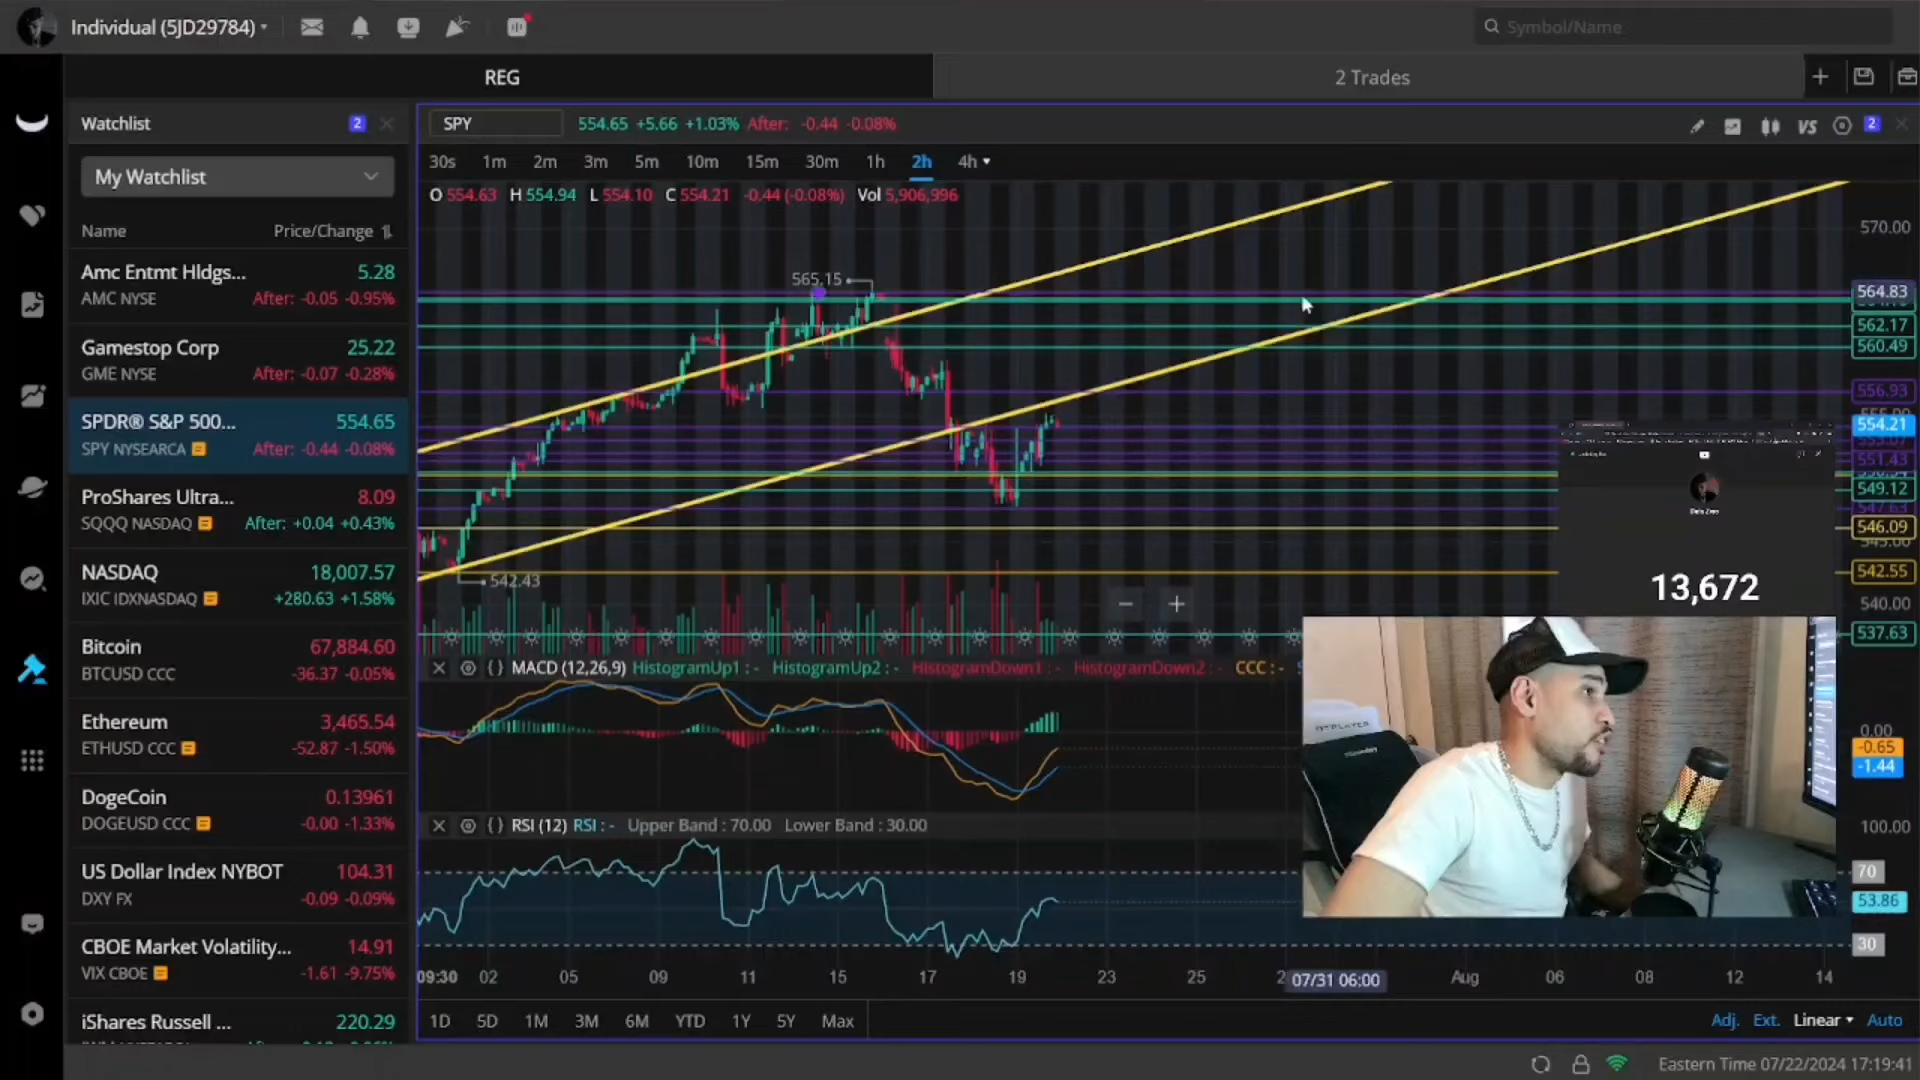 Individual (5JD29784)
Symbol/Name
REG
2 Trades
Watchlist
2
SPY
554.65 +5.66 +1.03% After: -0.44 -0.08%
VS
2
My Watchlist
30s 1m 2m 3m 5m 10m 15m 30m 1h 2h 4h
O 554.63 H 554.94 L 554.10 C 554.21 -0.44 (-0.08%) Vol 5,906,996
Name Price/Change
Amc Entmt Hldgs... 5.28
AMC NYSE After: -0.05 -0.95%
Gamestop Corp 25.22
GME NYSE After: -0.07 -0.28%
SPDR® S&P 500... 554.65
SPY NYSEARCA After: -0.44 -0.08%
ProShares Ultra... 8.09
SQQQ NASDAQ After: +0.04 +0.43%
NASDAQ 18,007.57
IXIC IDXNASDAQ +280.63 +1.58%
Bitcoin 67,884.60
BTCUSD CCC -36.37 -0.05%
Ethereum 3,465.54
ETHUSD CCC -52.87 -1.50%
DogeCoin 0.13961
DOGEUSD CCC -0.00 -1.33%
US Dollar Index NYBOT 104.31
DXY FX -0.09 -0.09%
CBOE Market Volatility... 14.91
VIX CBOE -1.61 -9.75%
iShares Russell ... 220.29
565.15
542.43
570.00
564.83
562.17
560.49
556.93
554.21
551.43
549.12
546.09
545.00
542.55
540.00
537.63
13,672
MACD (12,26,9) HistogramUp1 : - HistogramUp2 : - HistogramDown1 : - HistogramDown2 : - CCC : -
0.00
-0.65
-1.44
RSI (12) RSI : - Upper Band : 70.00 Lower Band : 30.00
100.00
70
53.86
30
09:30 02 05 09 11 15 17 19 23 25 07/31 06:00 Aug 06 08 12 14
1D 5D 1M 3M 6M YTD 1Y 5Y Max
Adj. Ext. Linear Auto
Eastern Time 07/22/2024 17:19:41